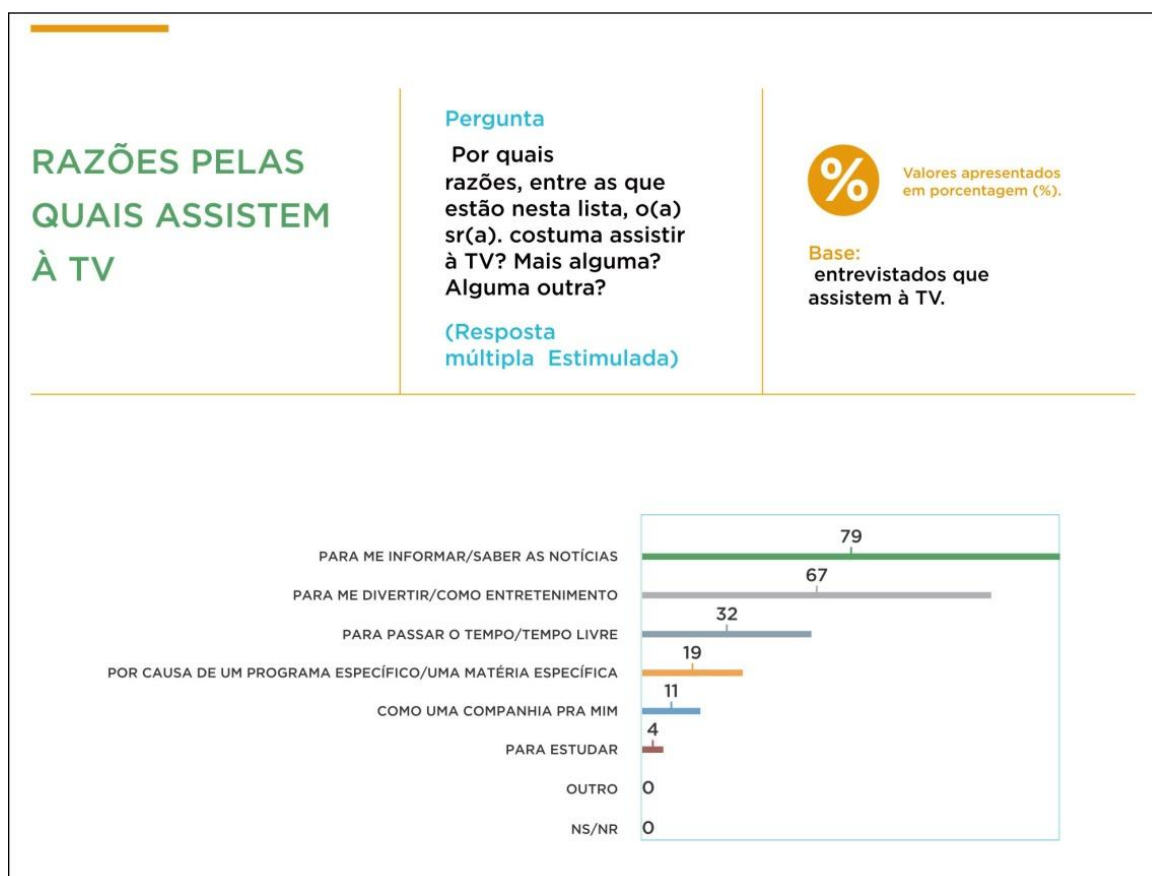 RAZÕES PELAS
QUAIS ASSISTEM
À TV
Pergunta
Por quais
razões, entre as que
estão nesta lista, o(a)
sr(a). costuma assistir
à TV? Mais alguma?
Alguma outra?
(Resposta
múltipla Estimulada)
%
Valores apresentados
em porcentagem (%).
Base:
entrevistados que
assistem à TV.
PARA ME INFORMAR/SABER AS NOTÍCIAS 79
PARA ME DIVERTIR/COMO ENTRETENIMENTO 67
PARA PASSAR O TEMPO/TEMPO LIVRE 32
POR CAUSA DE UM PROGRAMA ESPECÍFICO/UMA MATÉRIA ESPECÍFICA 19
COMO UMA COMPANHIA PRA MIM 11
PARA ESTUDAR 4
OUTRO 0
NS/NR 0